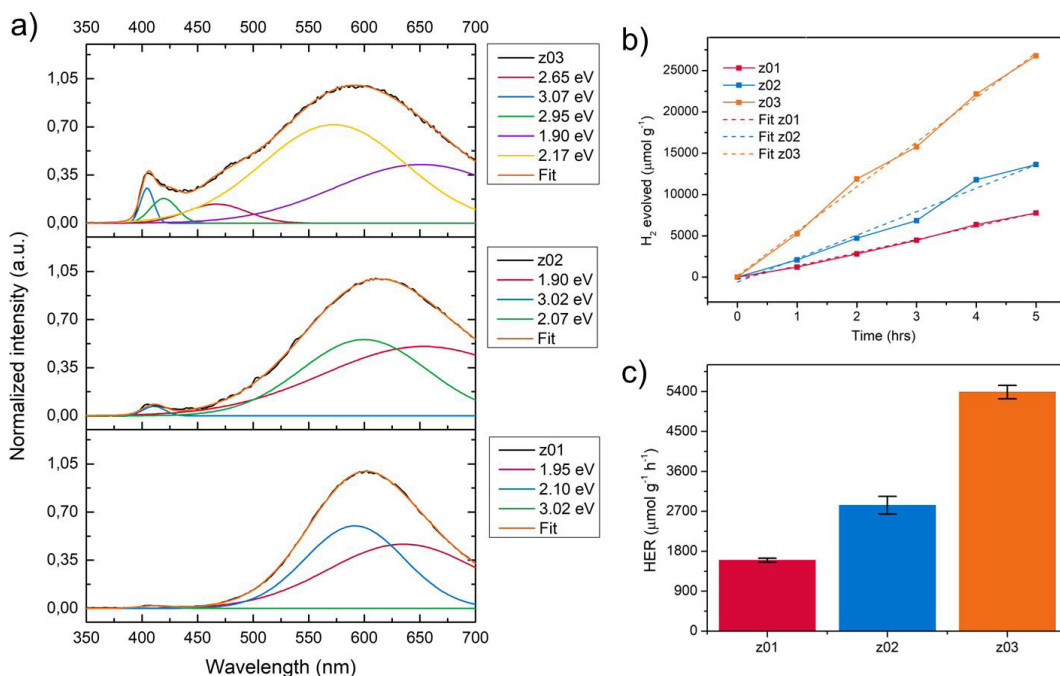 a)
350 400 450 500 550 600 650 700
1,05
0,70
0,35
0,00
z03
2.65 eV
3.07 eV
2.95 eV
1.90 eV
2.17 eV
Fit
1,05
0,70
0,35
0,00
z02
1.90 eV
3.02 eV
2.07 eV
Fit
1,05
0,70
0,35
0,00
z01
1.95 eV
2.10 eV
3.02 eV
Fit
350 400 450 500 550 600 650 700
Wavelength (nm)
Normalized intensity (a.u.)
b)
25000
20000
15000
10000
5000
0
z01
z02
z03
Fit z01
Fit z02
Fit z03
H₂ evolved (μmol g⁻¹)
0 1 2 3 4 5
Time (hrs)
c)
5400
4500
3600
2700
1800
900
0
HER (μmol g⁻¹ h⁻¹)
z01 z02 z03